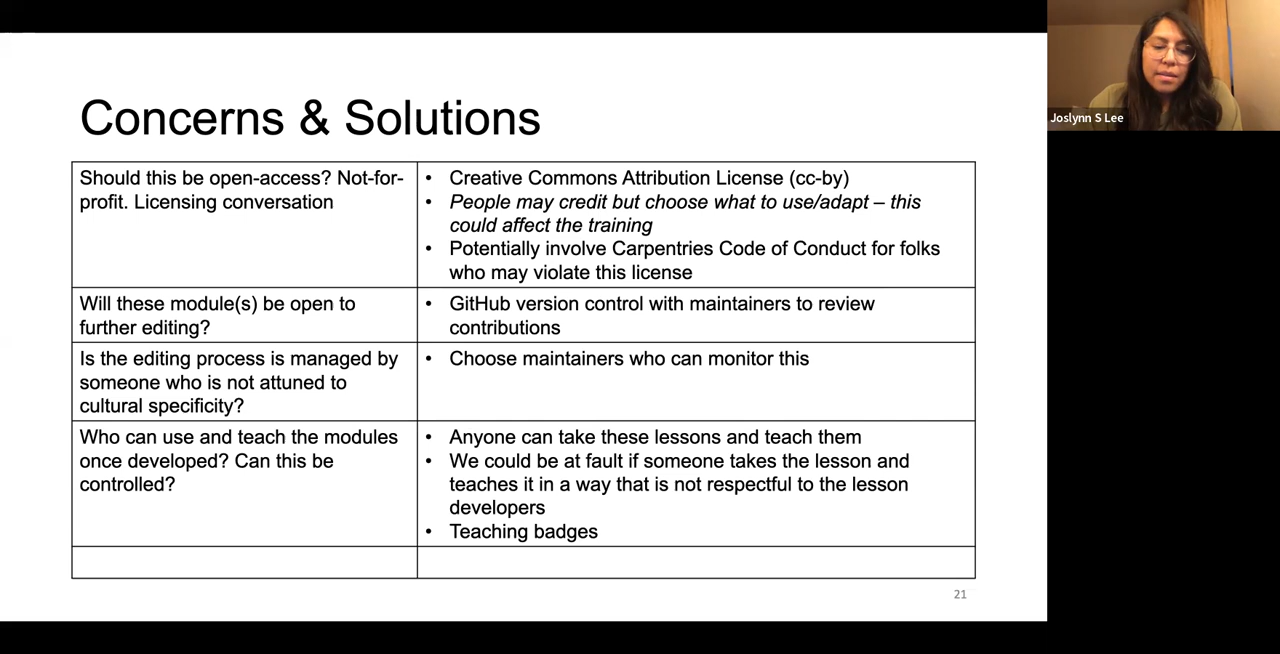 Concerns & Solutions
Should this be open-access? Not-for-
profit. Licensing conversation
• Creative Commons Attribution License (cc-by)
• People may credit but choose what to use/adapt – this
could affect the training
• Potentially involve Carpentries Code of Conduct for folks
who may violate this license
Will these module(s) be open to
further editing?
• GitHub version control with maintainers to review
contributions
Is the editing process is managed by
someone who is not attuned to
cultural specificity?
• Choose maintainers who can monitor this
Who can use and teach the modules
once developed? Can this be
controlled?
• Anyone can take these lessons and teach them
• We could be at fault if someone takes the lesson and
teaches it in a way that is not respectful to the lesson
developers
• Teaching badges
21
Joslynn S Lee